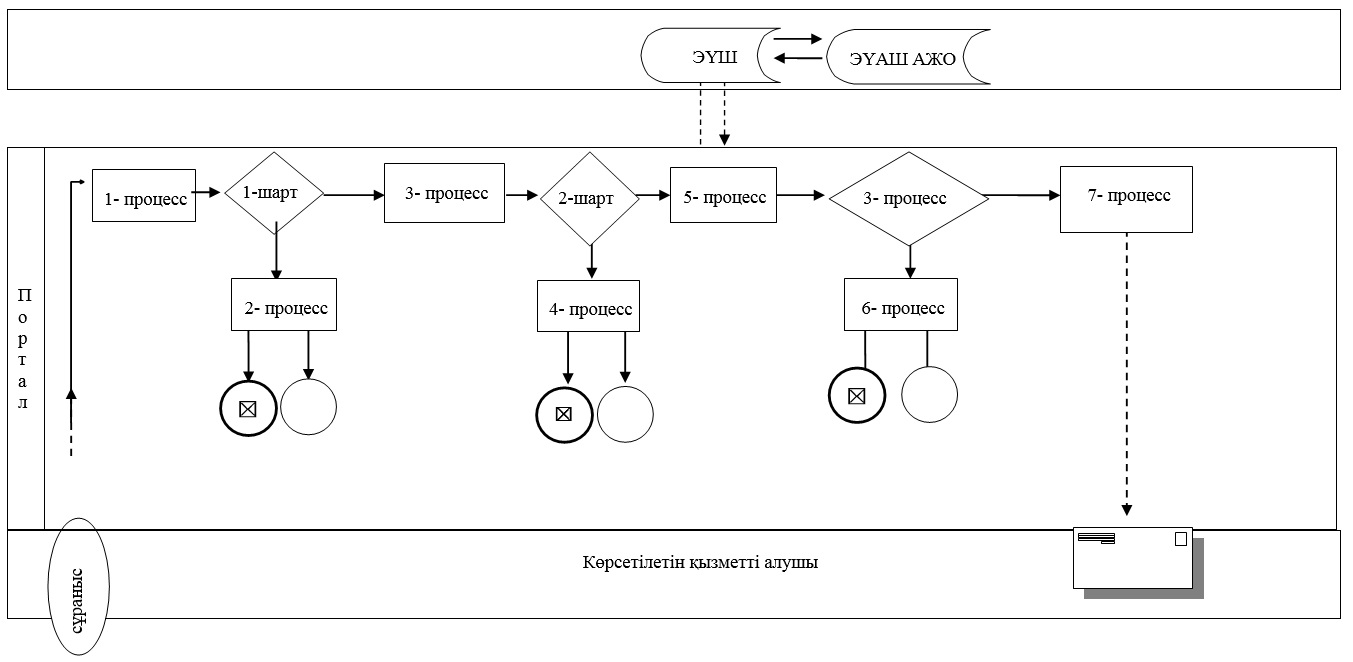 ЭҮШ
ЭҮАШ АЖО
1- процесс
1-шарт
3- процесс
2-шарт
5- процесс
3- процесс
7- процесс
2- процесс
4- процесс
6- процесс
Портал
Көрсетілетін қызметті алушы
сұраныс